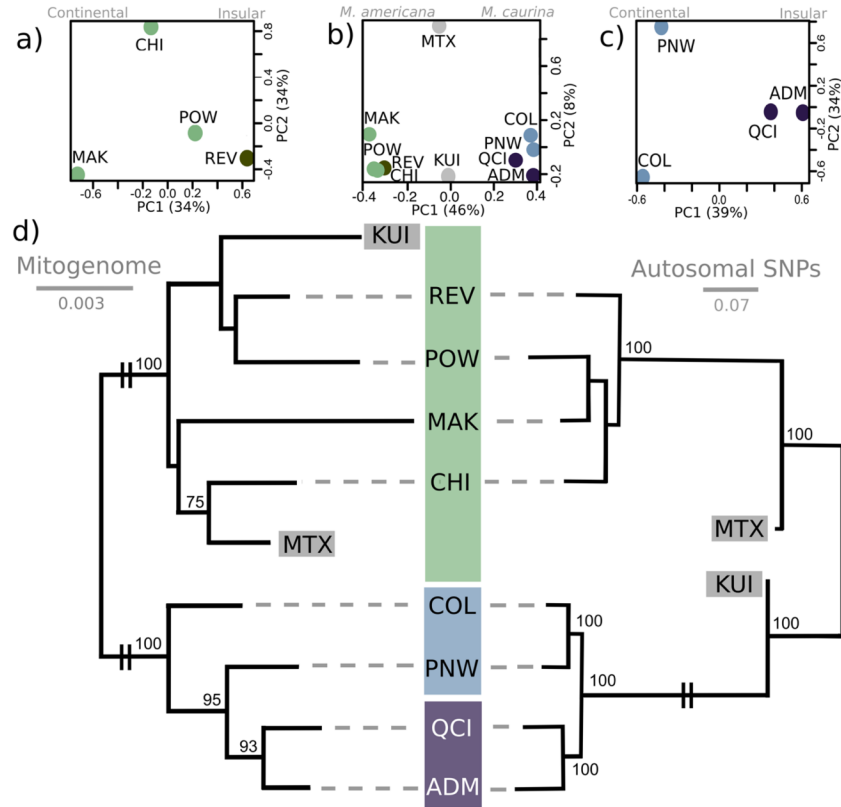 Continental Insular
a)
CHI
POW
MAK
REV
0.8
0.4
0.0
-0.4
PC2 (34%)
-0.6 -0.2 0.0 0.2 0.6
PC1 (34%)
M. americana M. caurina
b)
MTX
MAK
COL
POW
PNW
REV
KUI
QCI
CHI
ADM
0.6
0.2
-0.2
PC2 (8%)
-0.4 -0.2 0.0 0.2 0.4
PC1 (46%)
Continental Insular
c)
PNW
ADM
QCI
COL
0.6
0.2
-0.2
-0.6
PC2 (34%)
-0.6 -0.2 0.2 0.6
PC1 (39%)
d)
Mitogenome
0.003
Autosomal SNPs
0.07
KUI
REV
POW
MAK
CHI
MTX
COL
PNW
QCI
ADM
100
75
100
95
93
100
100
MTX
KUI
100
100
100
100